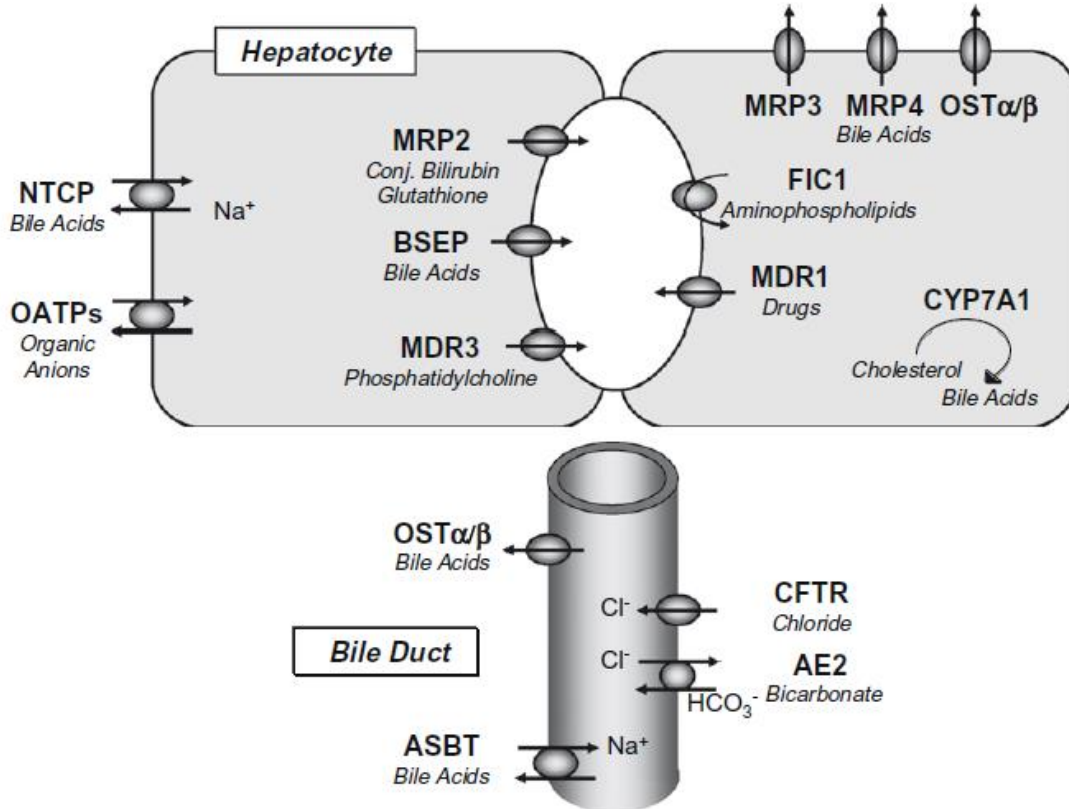 Hepatocyte
NTCP
Bile Acids
Na⁺
OATPs
Organic
Anions
MRP2
Conj. Bilirubin
Glutathione
BSEP
Bile Acids
MDR3
Phosphatidylcholine
MRP3 MRP4 OSTα/β
Bile Acids
FIC1
Aminophospholipids
MDR1
Drugs
CYP7A1
Cholesterol
Bile Acids
Bile Duct
OSTα/β
Bile Acids
Cl⁻
CFTR
Chloride
Cl⁻
AE2
HCO₃⁻ Bicarbonate
ASBT
Bile Acids
Na⁺